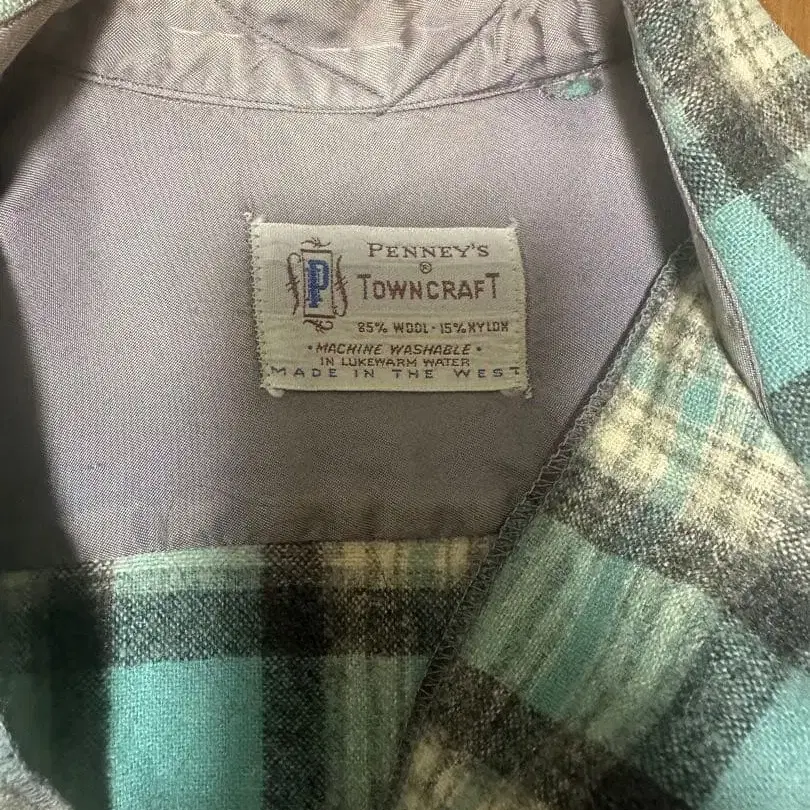 PENNEY'S
®
P TOWNCRAFT
85% WOOL · 15% NYLON
• MACHINE WASHABLE •
IN LUKEWARM WATER
MADE IN THE WEST